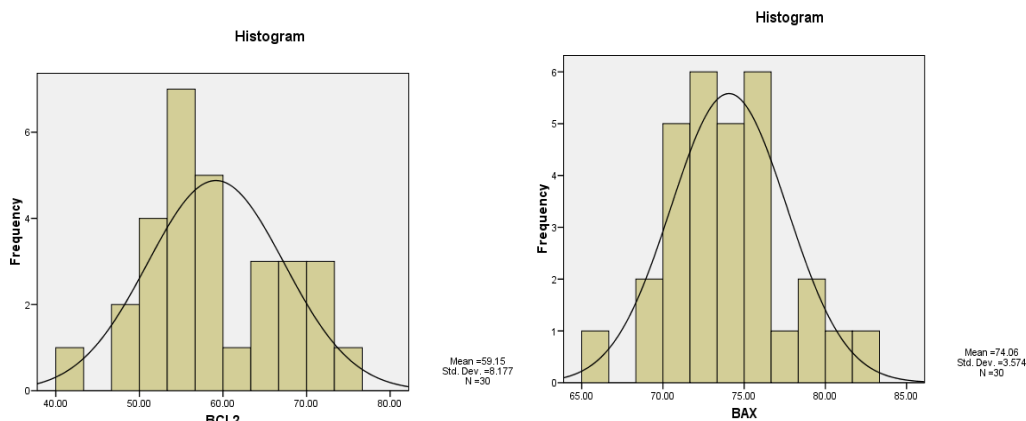 Histogram
Frequency
6
4
2
0
40.00 50.00 60.00 70.00 80.00
BCL2
Mean =59.15
Std. Dev. =8.177
N =30
Histogram
Frequency
6
5
4
3
2
1
0
65.00 70.00 75.00 80.00 85.00
BAX
Mean =74.06
Std. Dev. =3.574
N =30